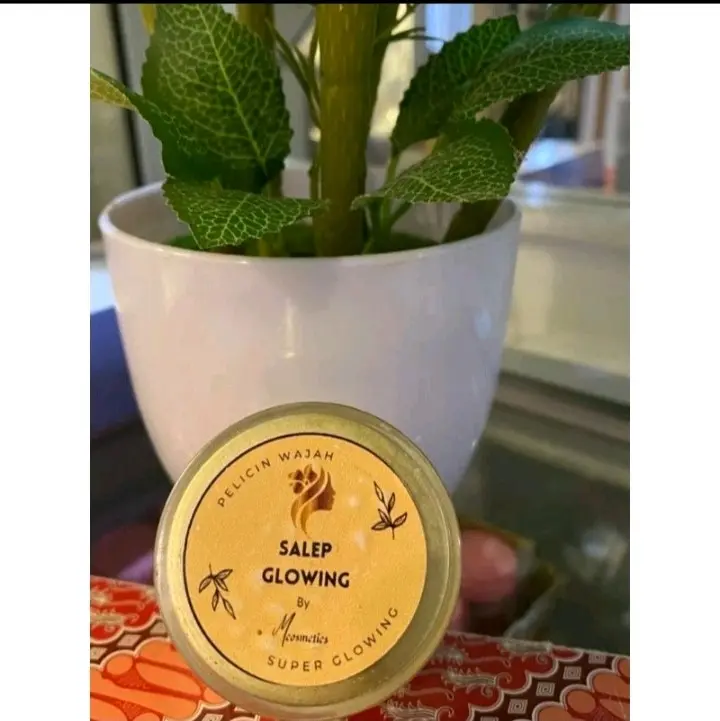 PELICIN WAJAH
SALEP
GLOWING
By
Mcosmetics
SUPER GLOWING